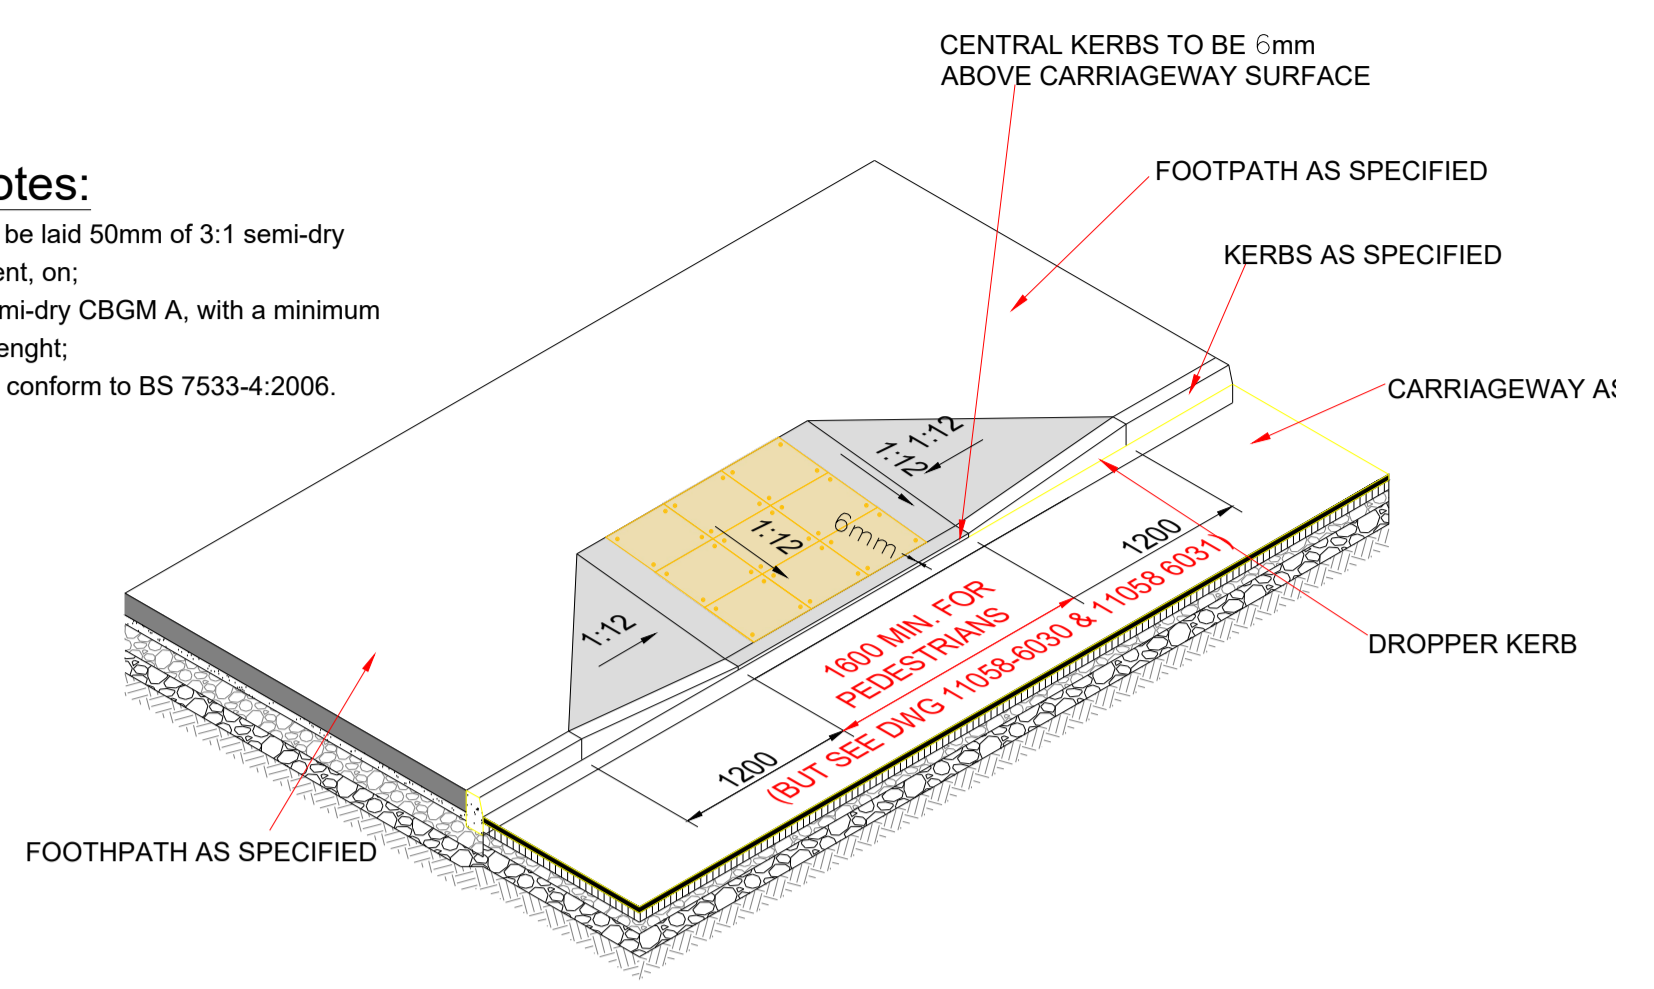 CENTRAL KERBS TO BE 6mm
ABOVE CARRIAGEWAY SURFACE
FOOTPATH AS SPECIFIED
otes:
be laid 50mm of 3:1 semi-dry
ent, on;
mi-dry CBGM A, with a minimum
enght;
conform to BS 7533-4:2006.
KERBS AS SPECIFIED
CARRIAGEWAY AS
1:12
1:12
6mm
1:12
1:12
1200
1600 MIN. FOR
PEDESTRIANS
(BUT SEE DWG 11058-6030 & 11058 6031)
1200
DROPPER KERB
FOOTHPATH AS SPECIFIED